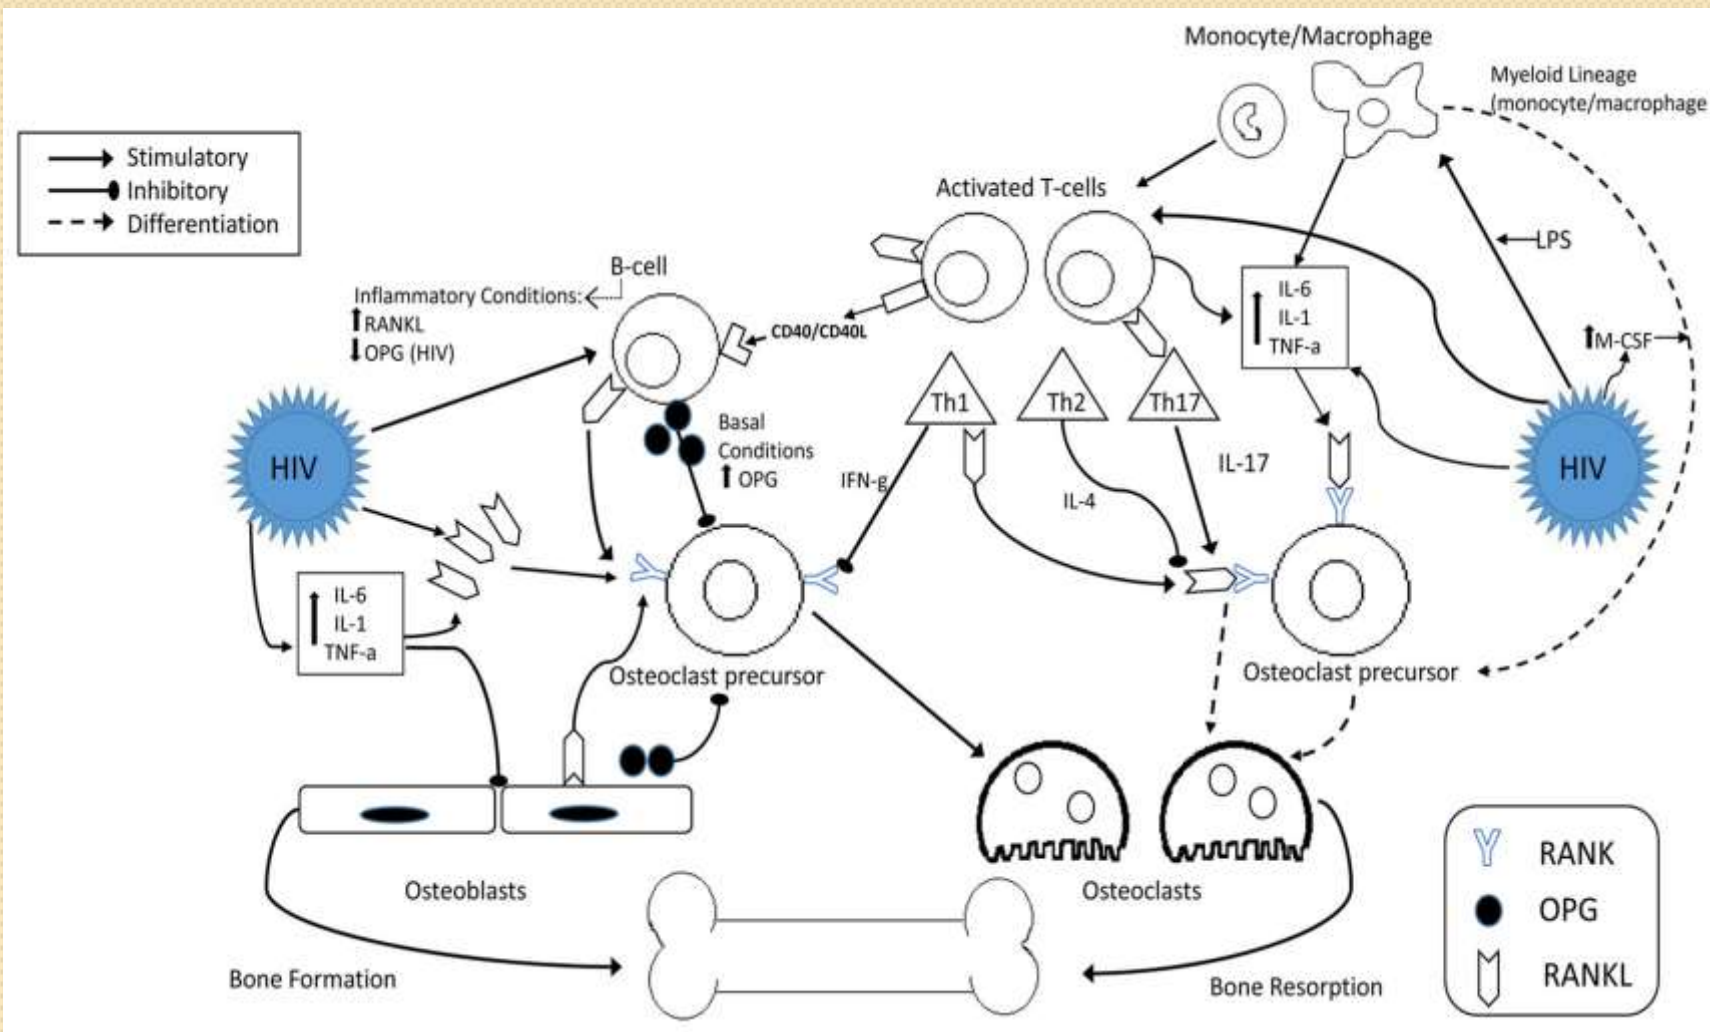 Monocyte/Macrophage
Myeloid Lineage
(monocyte/macrophage
Stimulatory
Inhibitory
Differentiation
Activated T-cells
LPS
B-cell
Inflammatory Conditions:
RANKL
OPG (HIV)
CD40/CD40L
IL-6
IL-1
TNF-a
M-CSF
Th1
Th2
Th17
HIV
Basal
Conditions
OPG
IFN-g
IL-4
IL-17
HIV
IL-6
IL-1
TNF-a
Osteoclast precursor
Osteoclast precursor
Osteoblasts
Osteoclasts
Bone Formation
Bone Resorption
RANK
OPG
RANKL